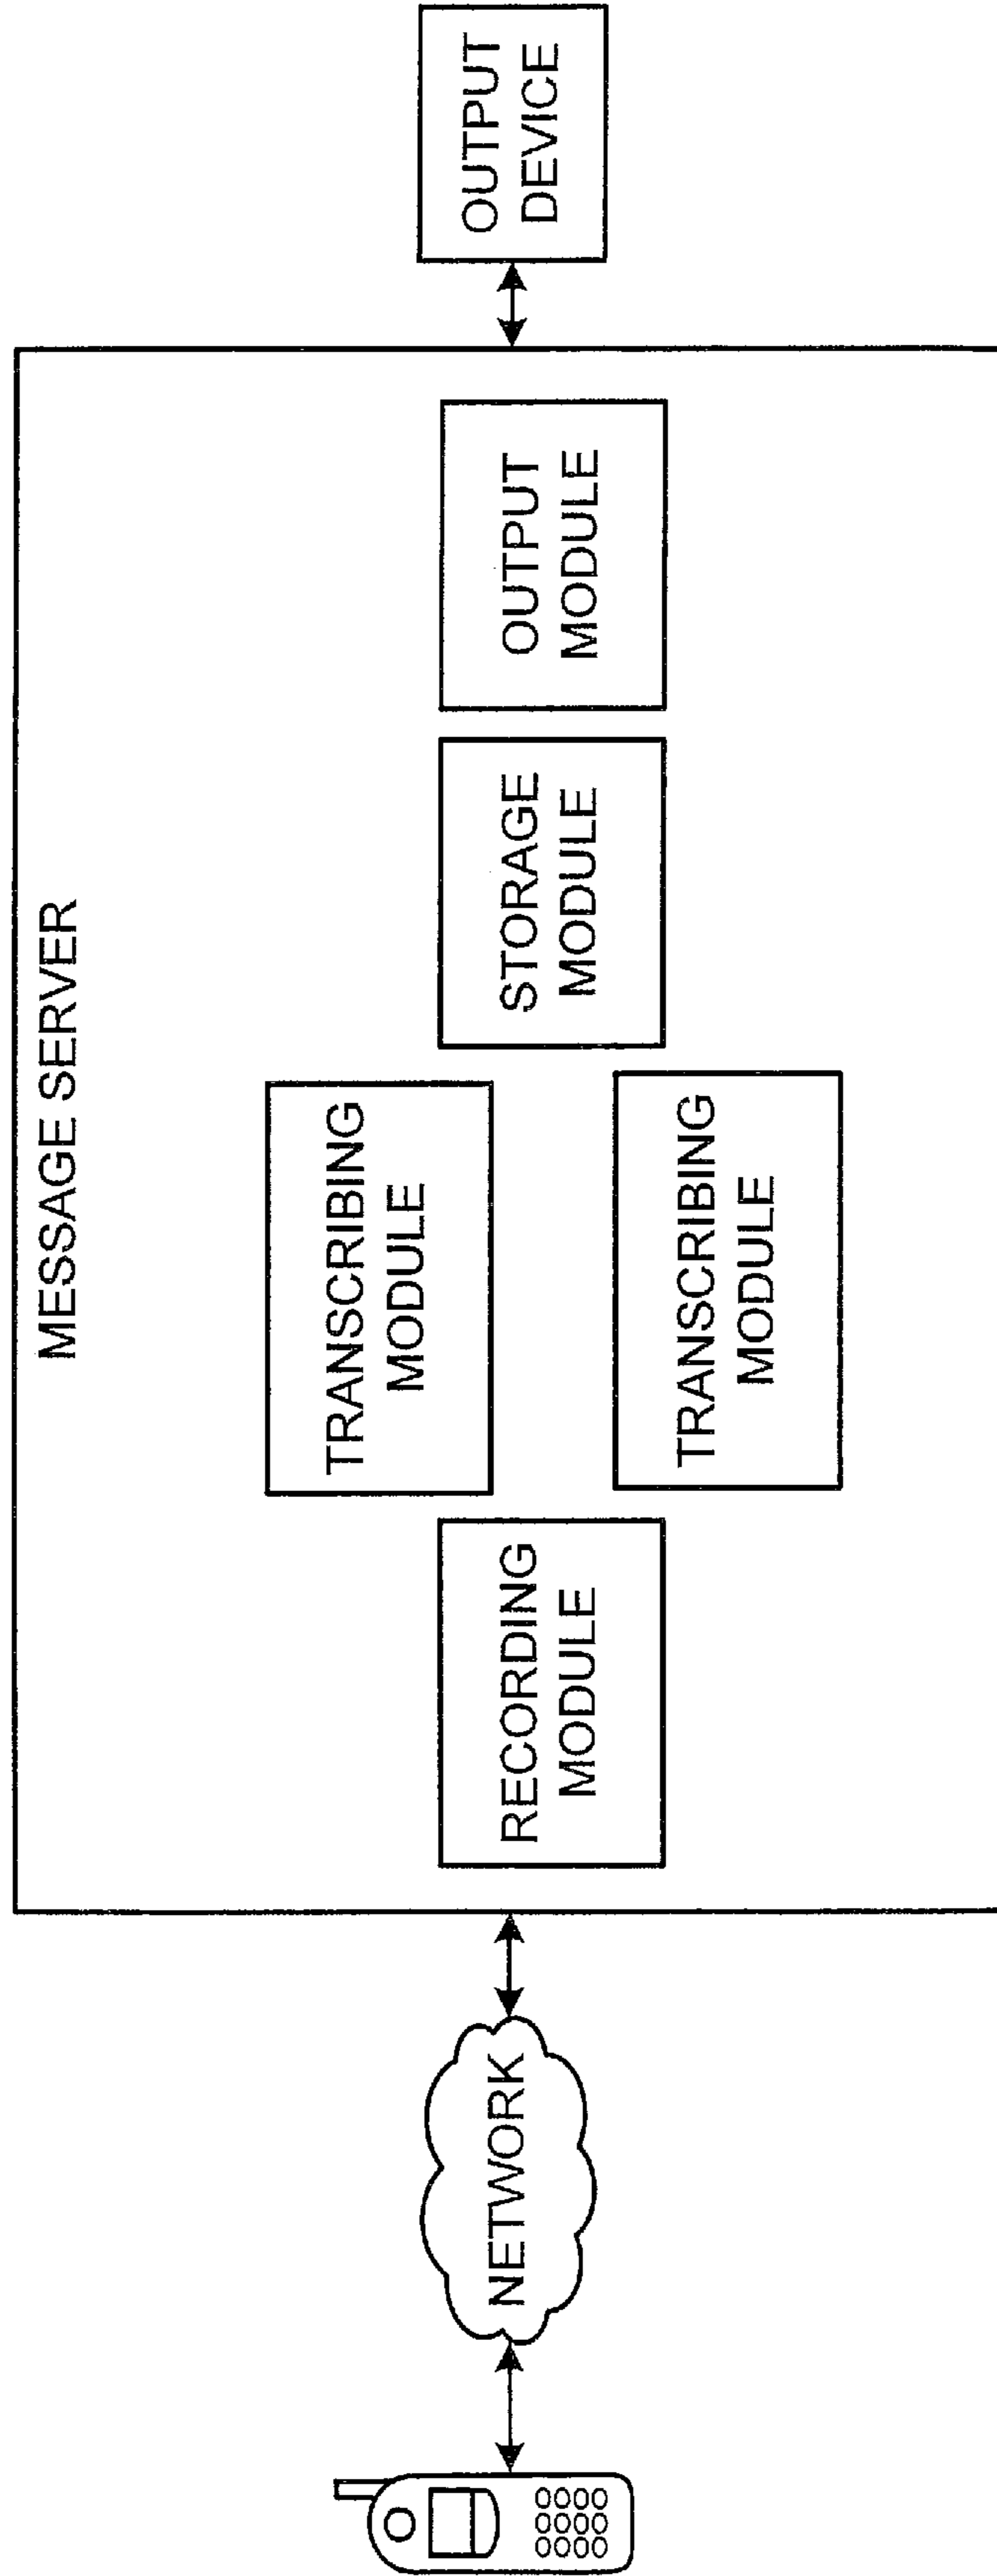 MESSAGE SERVER
NETWORK
RECORDING
MODULE
TRANSCRIBING
MODULE
TRANSCRIBING
MODULE
STORAGE
MODULE
OUTPUT
MODULE
OUTPUT
DEVICE